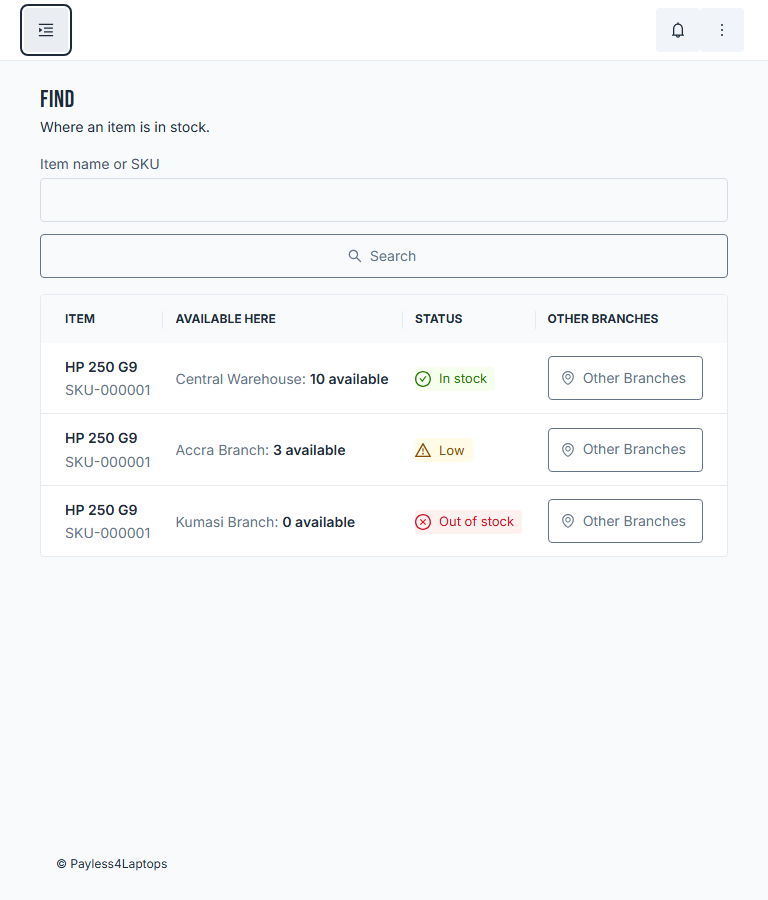 FIND
Where an item is in stock.
Item name or SKU
Search
ITEM AVAILABLE HERE STATUS OTHER BRANCHES
HP 250 G9
SKU-000001
Central Warehouse: 10 available
In stock
Other Branches
HP 250 G9
SKU-000001
Accra Branch: 3 available
Low
Other Branches
HP 250 G9
SKU-000001
Kumasi Branch: 0 available
Out of stock
Other Branches
© Payless4Laptops